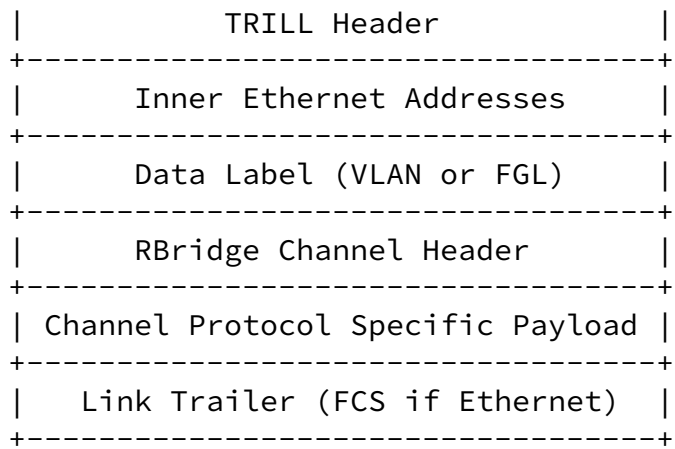 |           TRILL Header            |
+-----------------------------------+
|      Inner Ethernet Addresses     |
+-----------------------------------+
|      Data Label (VLAN or FGL)     |
+-----------------------------------+
|      RBridge Channel Header       |
+-----------------------------------+
| Channel Protocol Specific Payload |
+-----------------------------------+
|   Link Trailer (FCS if Ethernet)  |
+-----------------------------------+